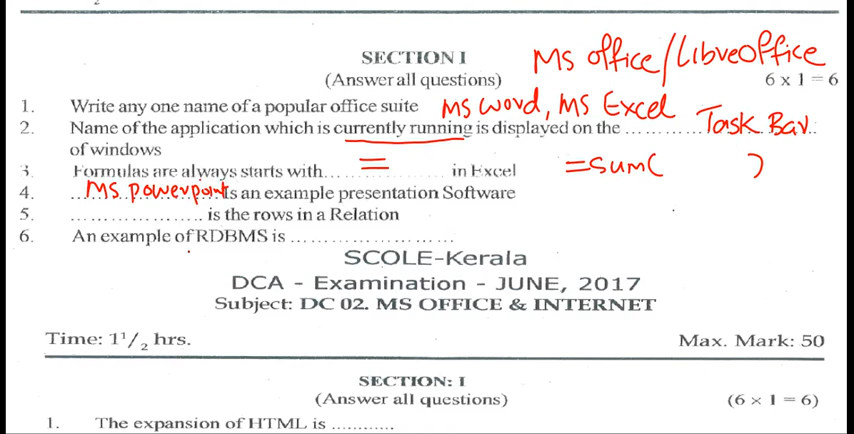 SECTION I
MS office/LibreOffice
(Answer all questions)
6 x 1 = 6
1. Write any one name of a popular office suite MS word, MS Excel
2. Name of the application which is currently running is displayed on the ............ Task Bar
of windows
3. Formulas are always starts with... = ... in Excel =sum( )
4. MS powerpoint is an example presentation Software
5. ..................... is the rows in a Relation
6. An example of RDBMS is ..........................
SCOLE-Kerala
DCA - Examination - JUNE, 2017
Subject: DC 02. MS OFFICE & INTERNET
Time: 1 1/2 hrs. Max. Mark: 50
SECTION: I
(Answer all questions) (6 × 1 = 6)
1. The expansion of HTML is ............